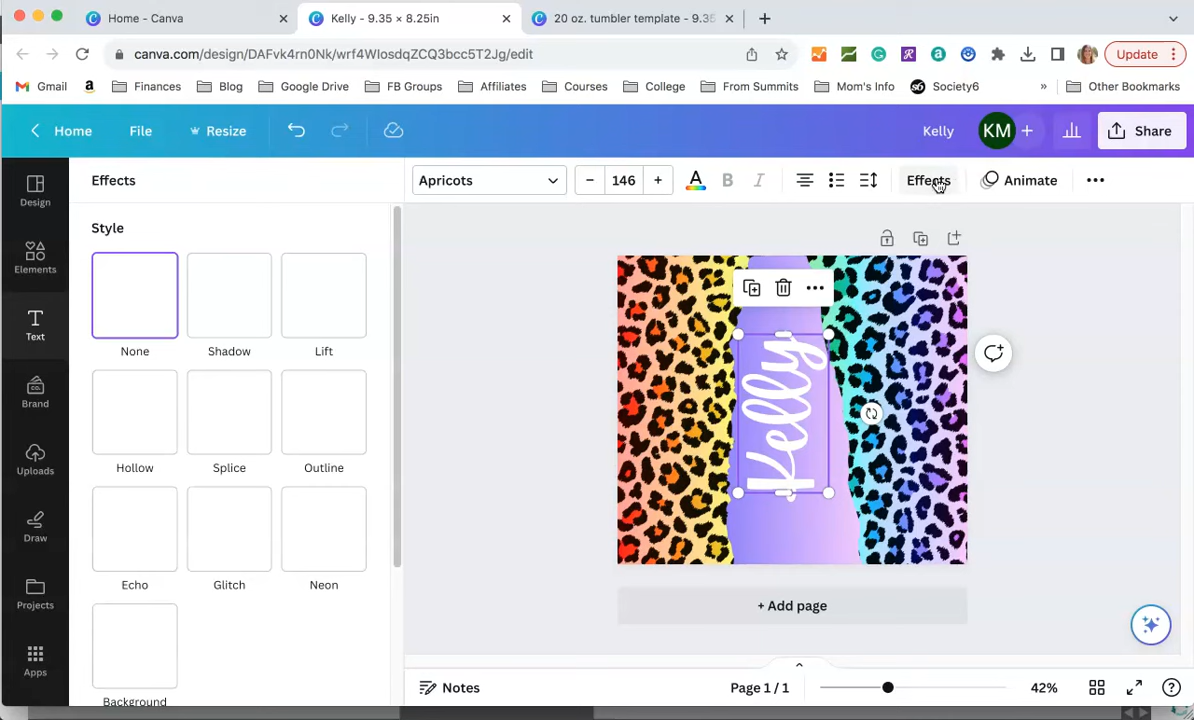 Home - Canva
Kelly - 9.35 × 8.25in
20 oz. tumbler template - 9.35
canva.com/design/DAFvk4rn0Nk/wrf4WIosdqZCQ3bcc5T2Jg/edit
Update
Gmail
Finances
Blog
Google Drive
FB Groups
Affiliates
Courses
College
From Summits
Mom's Info
Society6
»
Other Bookmarks
Home
File
Resize
Kelly
KM
Share
Effects
Apricots
146
B
I
Effects
Animate
Style
None
Shadow
Lift
Hollow
Splice
Outline
Echo
Glitch
Neon
Background
Design
Elements
Text
Brand
Uploads
Draw
Projects
Apps
Kelly
+ Add page
Notes
Page 1 / 1
42%